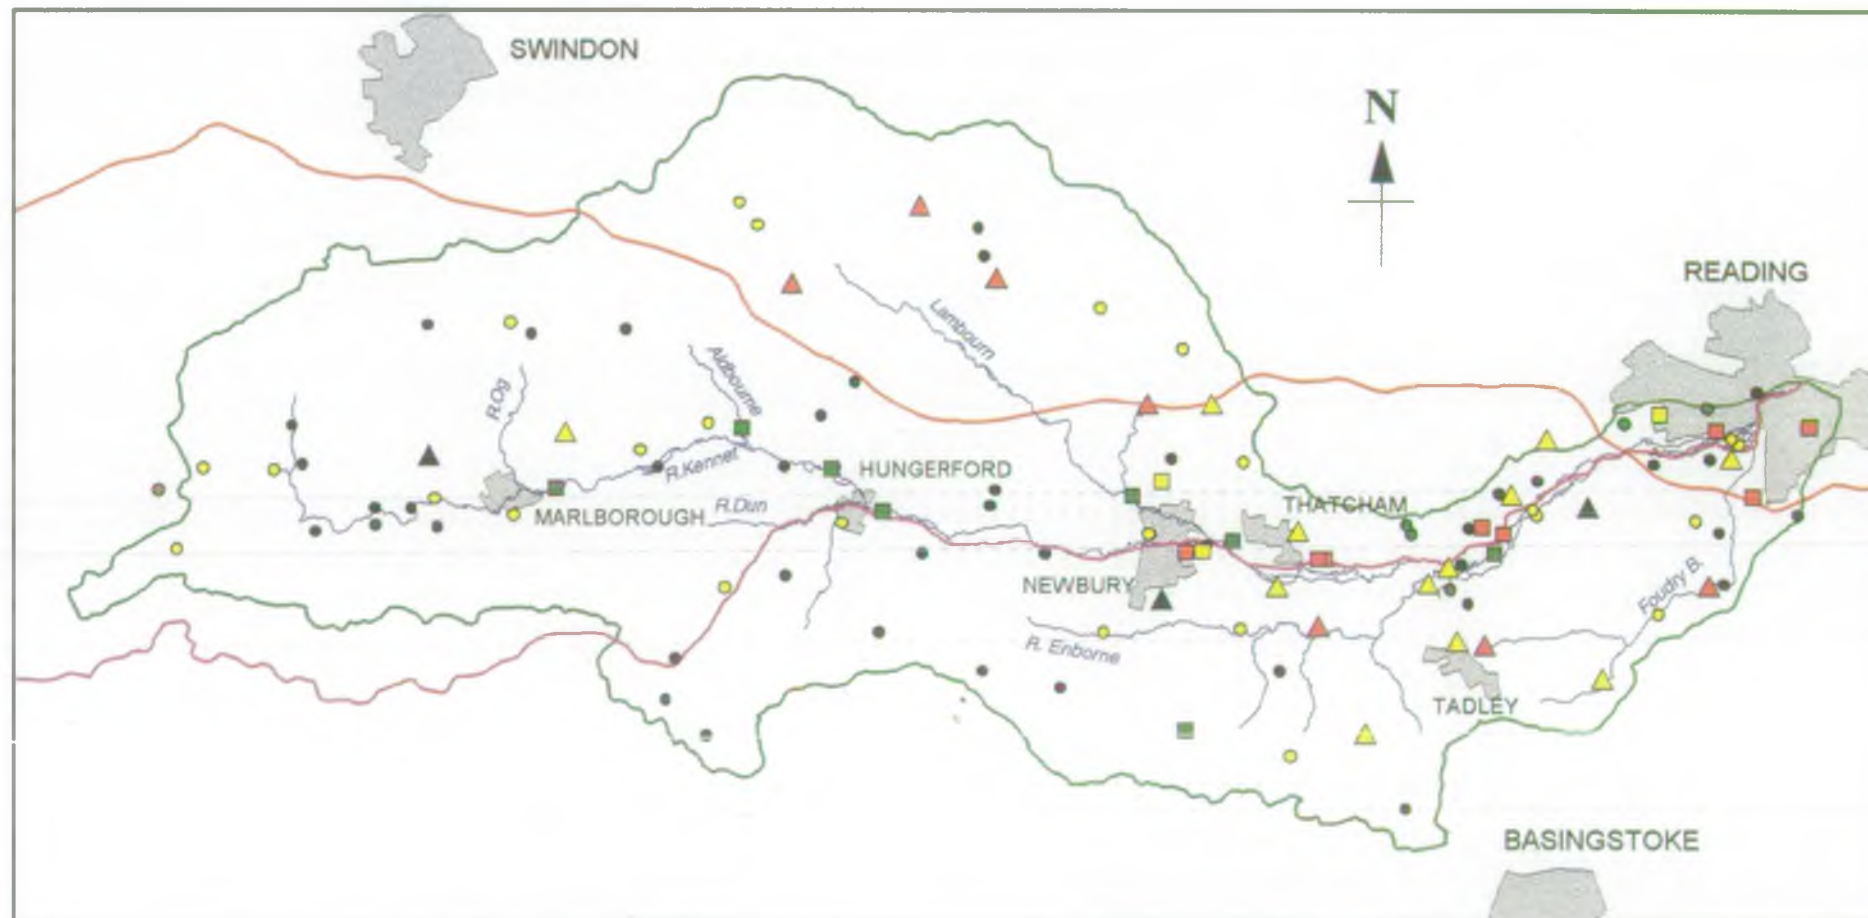 SWINDON
N
READING
Lambourn
Aldbourne
R.Og
R.Kennet
HUNGERFORD
R.Dun
MARLBOROUGH
THATCHAM
NEWBURY
Foudry B.
R. Enborne
TADLEY
BASINGSTOKE